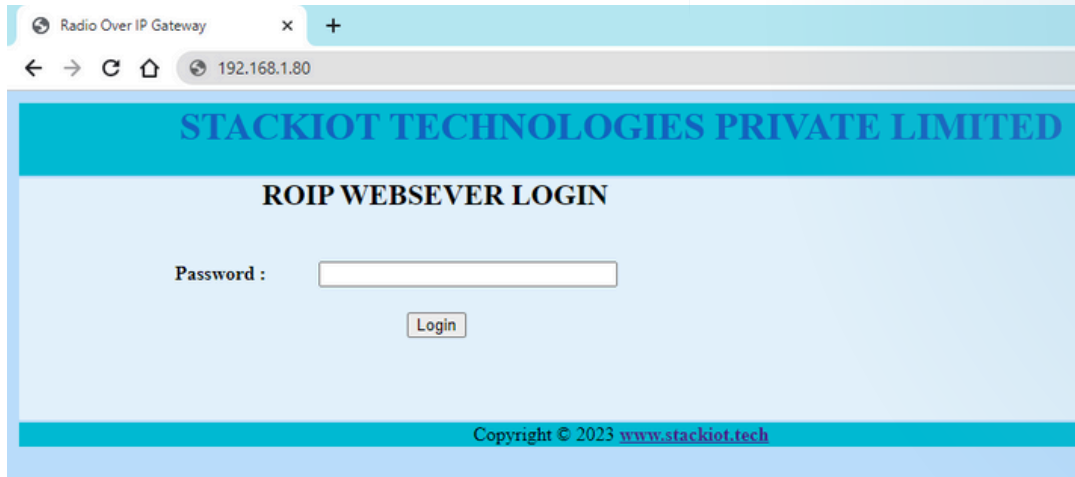 Radio Over IP Gateway
192.168.1.80
STACKIOT TECHNOLOGIES PRIVATE LIMITED
ROIP WEBSEVER LOGIN
Password :
Login
Copyright © 2023 www.stackiot.tech